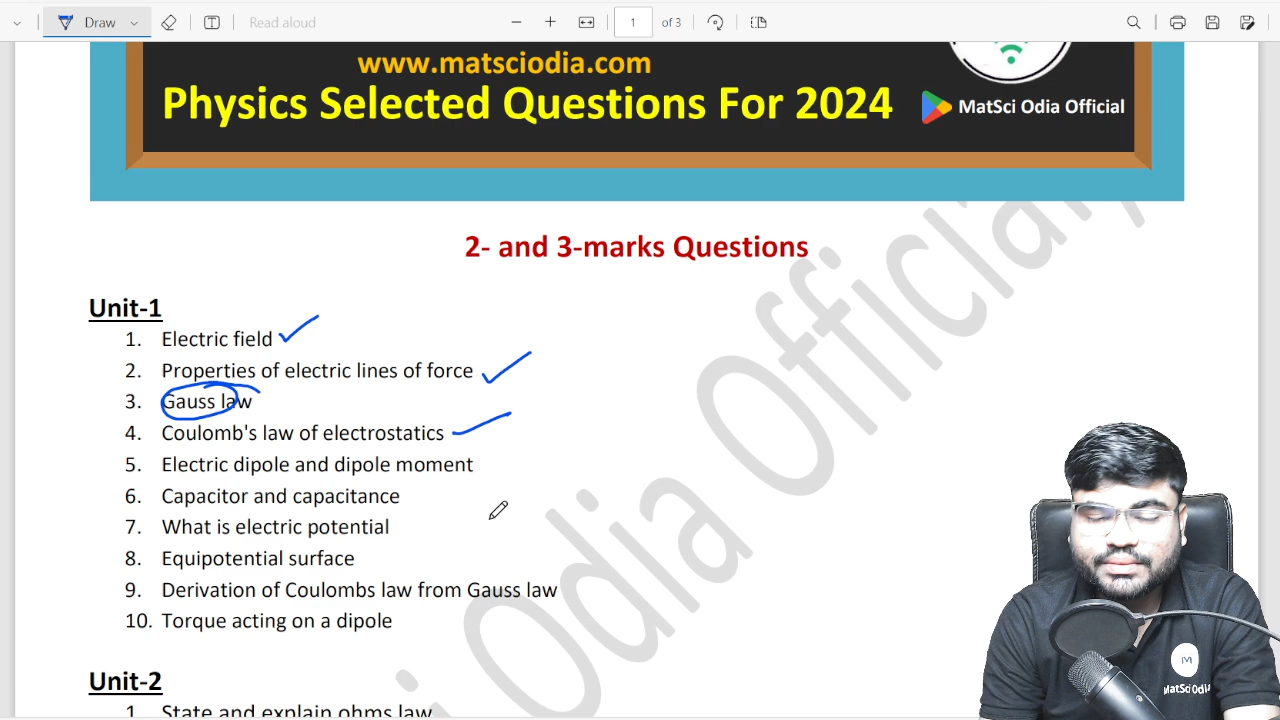 Draw
Read aloud
1 of 3
www.matsciodia.com
Physics Selected Questions For 2024
MatSci Odia Official
2- and 3-marks Questions
Unit-1
1. Electric field
2. Properties of electric lines of force
3. Gauss law
4. Coulomb's law of electrostatics
5. Electric dipole and dipole moment
6. Capacitor and capacitance
7. What is electric potential
8. Equipotential surface
9. Derivation of Coulombs law from Gauss law
10. Torque acting on a dipole
Unit-2
1. State and explain ohms law
i Odia Official
MatSci Odia